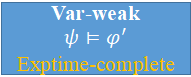 Var-weak
ψ ⊨ φ′
Exptime-complete